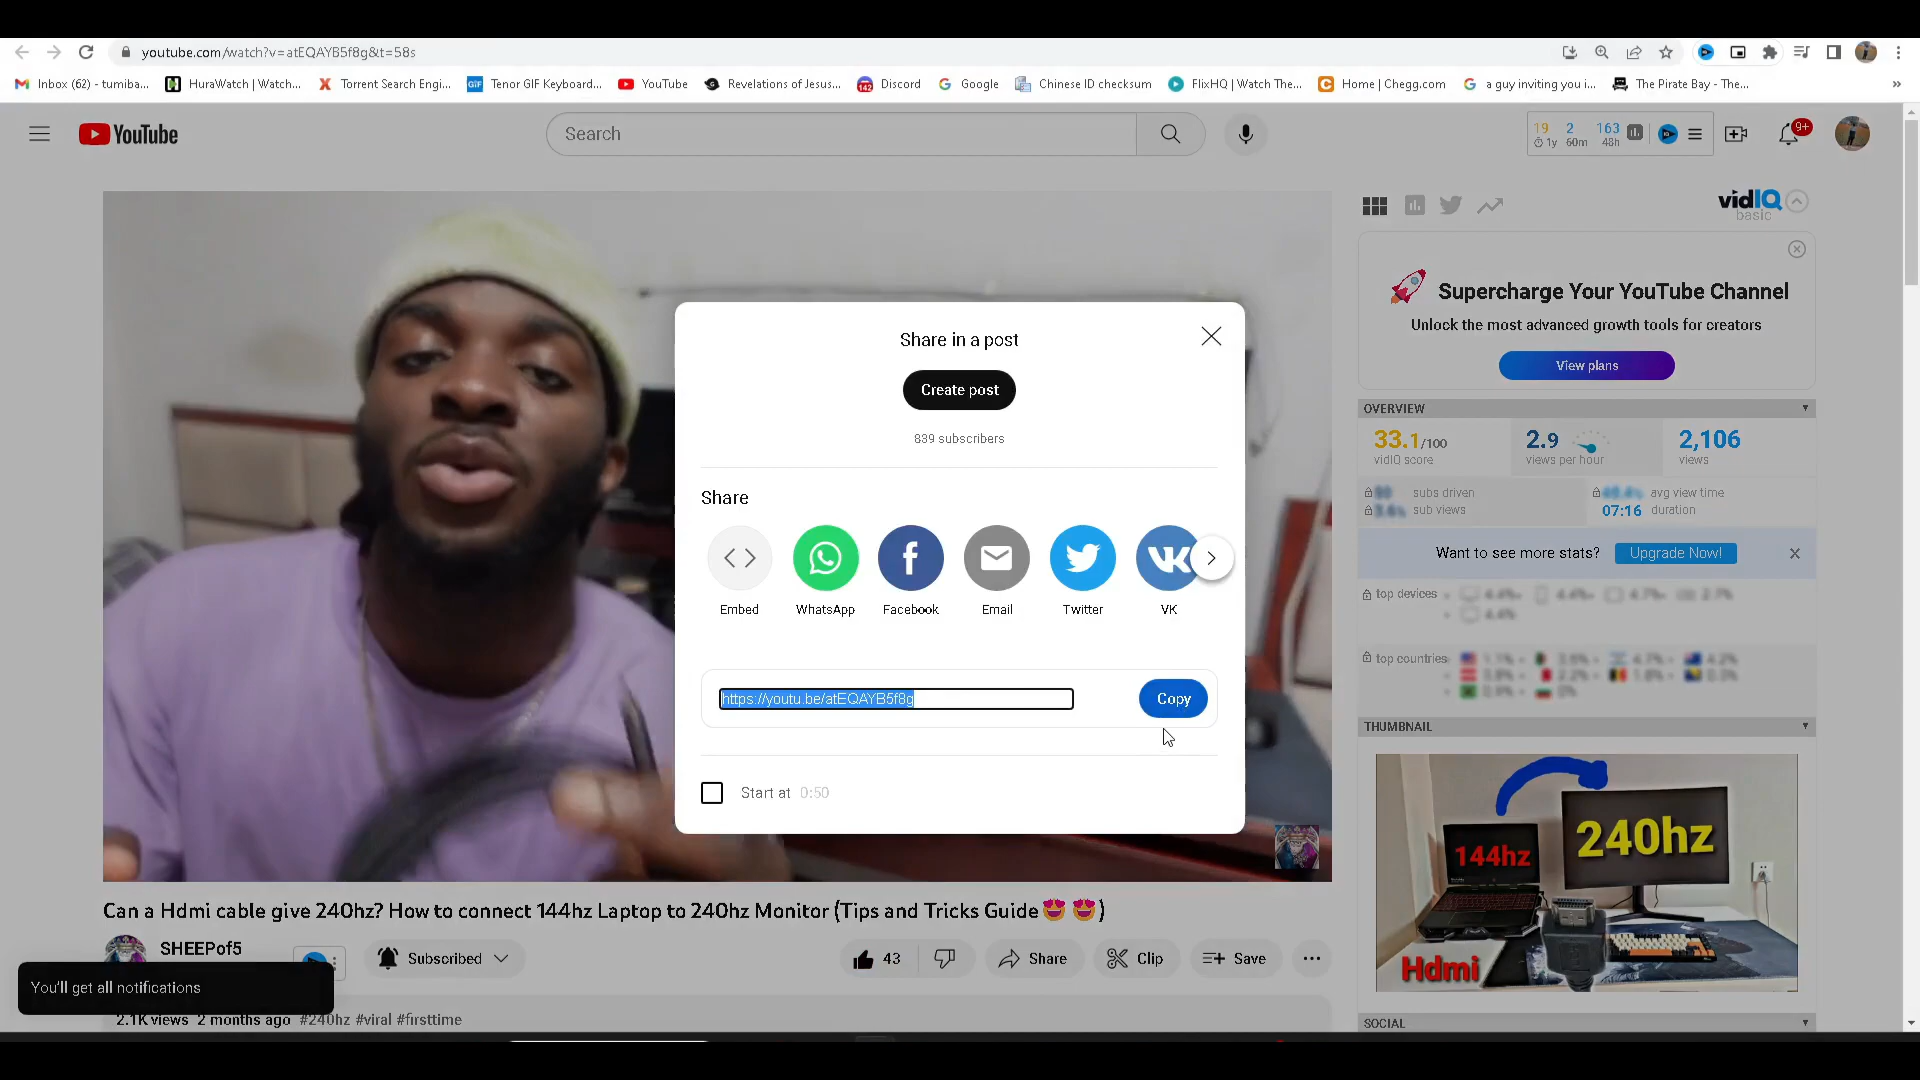 youtube.com/watch?v=atEQAYB5f8g&t=58s
Inbox (62) - tumiba...
HuraWatch | Watch...
Torrent Search Engi...
Tenor GIF Keyboard...
YouTube
Revelations of Jesus...
Discord
Google
Chinese ID checksum
FlixHQ | Watch The...
Home | Chegg.com
a guy inviting you i...
The Pirate Bay - The...
YouTube
Search
19 2 163
1y 60m 48h
9+
vidIQ
basic
Supercharge Your YouTube Channel
Unlock the most advanced growth tools for creators
View plans
Share in a post
Create post
839 subscribers
Share
Embed
WhatsApp
Facebook
Email
Twitter
VK
https://youtu.be/atEQAYB5f8g
Copy
Start at 0:50
OVERVIEW
33.1/100
vidIQ score
2.9
views per hour
2,106
views
subs driven
avg view time
sub views
07:16 duration
Want to see more stats? Upgrade Now!
top devices
top countries
THUMBNAIL
144hz
240hz
Hdmi
SOCIAL
Can a Hdmi cable give 240hz? How to connect 144hz Laptop to 240hz Monitor (Tips and Tricks Guide😍 😍)
SHEEPof5
Subscribed
43
Share
Clip
Save
You'll get all notifications
2.1K views 2 months ago #240hz #viral #firsttime